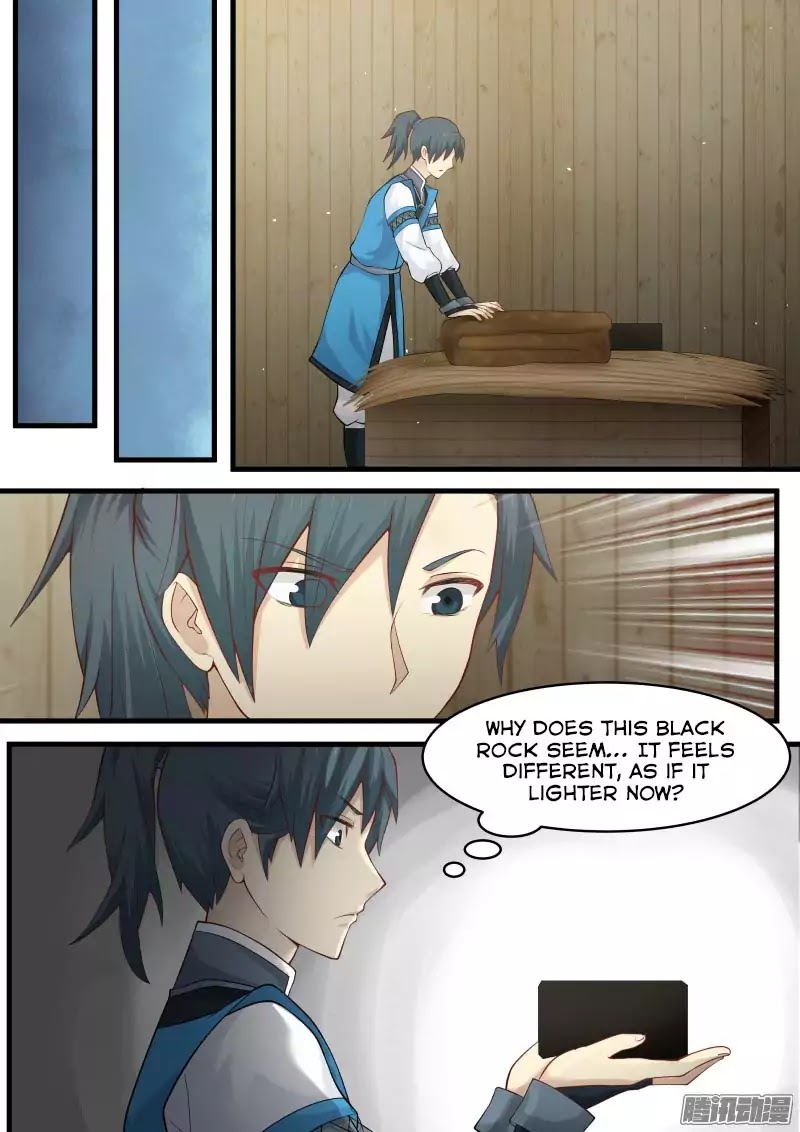 WHY DOES THIS BLACK
ROCK SEEM... IT FEELS
DIFFERENT, AS IF IT
LIGHTER NOW?
腾讯动漫